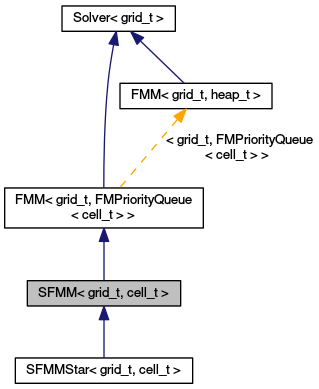 Solver< grid_t >
FMM< grid_t, heap_t >
< grid_t, FMPriorityQueue
< cell_t > >
FMM< grid_t, FMPriorityQueue
< cell_t > >
SFMM< grid_t, cell_t >
SFMMStar< grid_t, cell_t >